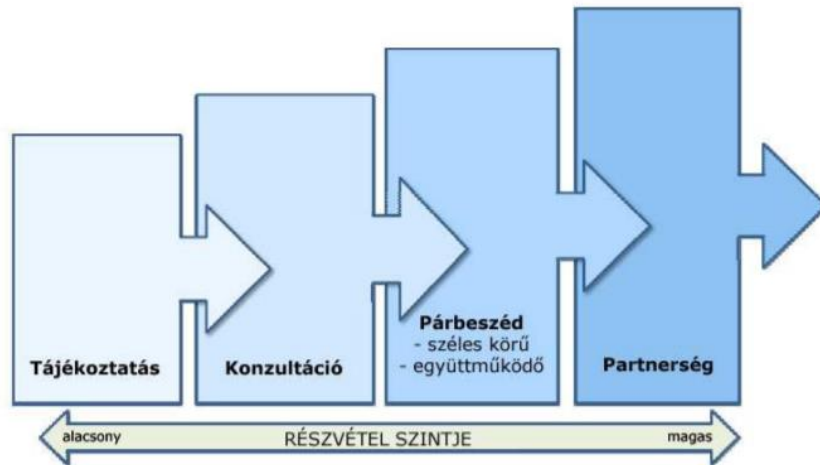 Tájékoztatás
Konzultáció
Párbeszéd
- széles körű
- együttműködő
Partnerség
alacsony
RÉSZVÉTEL SZINTJE
magas